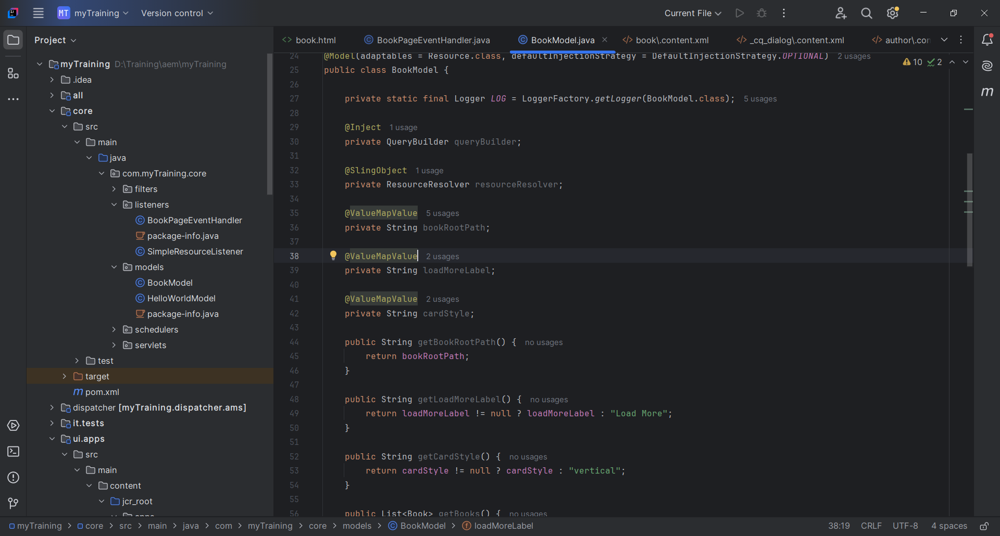 MT myTraining Version control Current File
Project
book.html BookPageEventHandler.java BookModel.java book\.content.xml _cq_dialog\.content.xml author\.con
myTraining D:\Training\aem\myTraining
.idea
all
core
src
main
java
com.myTraining.core
filters
listeners
BookPageEventHandler
package-info.java
SimpleResourceListener
models
BookModel
HelloWorldModel
package-info.java
schedulers
servlets
test
target
pom.xml
dispatcher [myTraining.dispatcher.ams]
it.tests
ui.apps
src
main
content
jcr_root
apps
10 2
24 @Model(adaptables = Resource.class, defaultInjectionStrategy = DefaultInjectionStrategy.OPTIONAL) 2 usages
25 public class BookModel {
26
27 private static final Logger LOG = LoggerFactory.getLogger(BookModel.class); 5 usages
28
29 @Inject 1 usage
30 private QueryBuilder queryBuilder;
31
32 @SlingObject 1 usage
33 private ResourceResolver resourceResolver;
34
35 @ValueMapValue 5 usages
36 private String bookRootPath;
37
38 @ValueMapValue 2 usages
39 private String loadMoreLabel;
40
41 @ValueMapValue 2 usages
42 private String cardStyle;
43
44 public String getBookRootPath() { no usages
45 return bookRootPath;
46 }
47
48 public String getLoadMoreLabel() { no usages
49 return loadMoreLabel != null ? loadMoreLabel : "Load More";
50 }
51
52 public String getCardStyle() { no usages
53 return cardStyle != null ? cardStyle : "vertical";
54 }
55
56 public List<Book> getBooks() { no usages
myTraining > core > src > main > java > com > myTraining > core > models > BookModel > loadMoreLabel 38:19 CRLF UTF-8 4 spaces